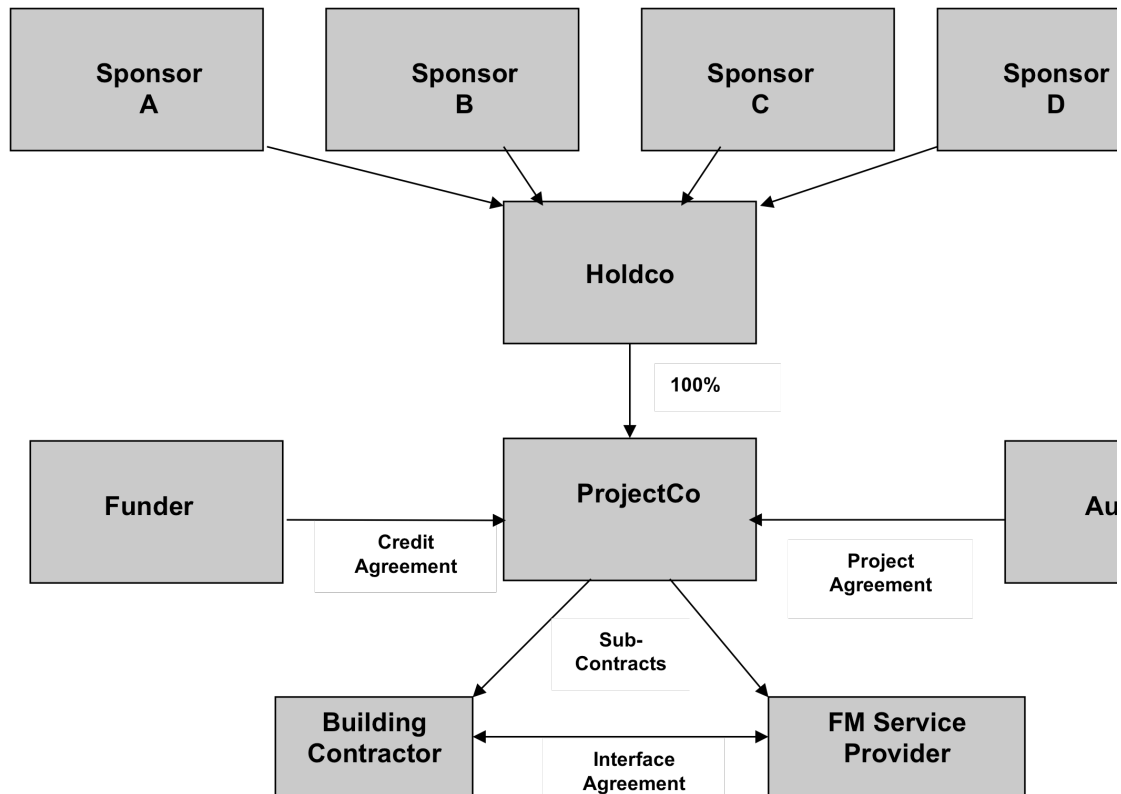 Sponsor
A
Sponsor
B
Sponsor
C
Sponsor
D
Holdco
100%
Funder
ProjectCo
Au
Credit
Agreement
Project
Agreement
Sub-
Contracts
Building
Contractor
FM Service
Provider
Interface
Agreement